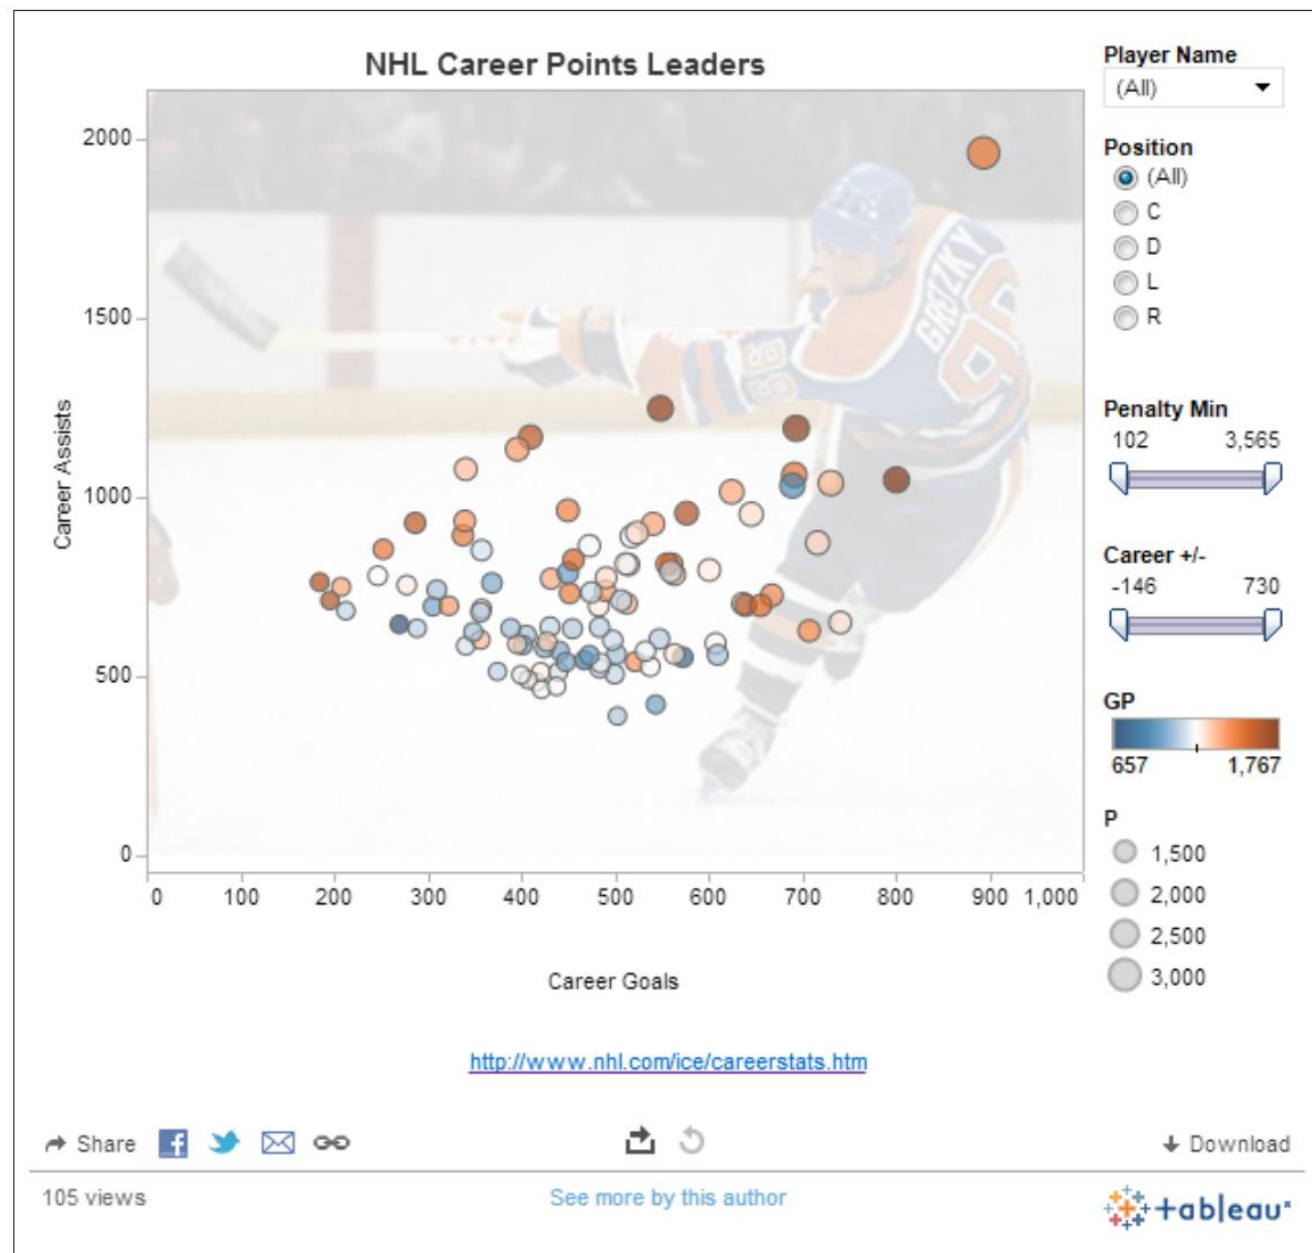 NHL Career Points Leaders
Player Name
(All)
Position
(All)
C
D
L
R
Penalty Min
102 3,565
Career +/-
-146 730
GP
657 1,767
P
1,500
2,000
2,500
3,000
2000
1500
1000
500
0
Career Assists
GRETZKY
99
99
0 100 200 300 400 500 600 700 800 900 1,000
Career Goals
http://www.nhl.com/ice/careerstats.htm
Share
Download
105 views
See more by this author
+ableau